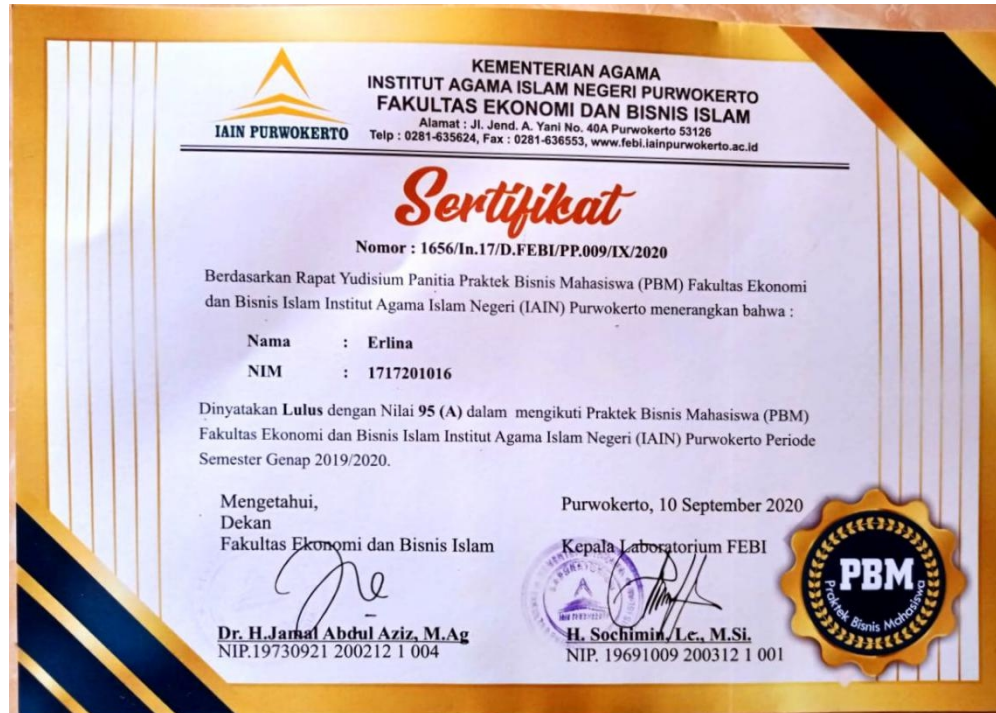 KEMENTERIAN AGAMA
INSTITUT AGAMA ISLAM NEGERI PURWOKERTO
FAKULTAS EKONOMI DAN BISNIS ISLAM
Alamat : Jl. Jend. A. Yani No. 40A Purwokerto 53126
Telp : 0281-635624, Fax : 0281-636553, www.febi.iainpurwokerto.ac.id
IAIN PURWOKERTO
Sertifikat
Nomor : 1656/In.17/D.FEBI/PP.009/IX/2020
Berdasarkan Rapat Yudisium Panitia Praktek Bisnis Mahasiswa (PBM) Fakultas Ekonomi
dan Bisnis Islam Institut Agama Islam Negeri (IAIN) Purwokerto menerangkan bahwa :
Nama : Erlina
NIM : 1717201016
Dinyatakan Lulus dengan Nilai 95 (A) dalam mengikuti Praktek Bisnis Mahasiswa (PBM)
Fakultas Ekonomi dan Bisnis Islam Institut Agama Islam Negeri (IAIN) Purwokerto Periode
Semester Genap 2019/2020.
Mengetahui,
Dekan
Fakultas Ekonomi dan Bisnis Islam
Dr. H.Jamal Abdul Aziz, M.Ag
NIP.19730921 200212 1 004
Purwokerto, 10 September 2020
Kepala Laboratorium FEBI
H. Sochimin, Lc., M.Si.
NIP. 19691009 200312 1 001
PBM
Praktek Bisnis Mahasiswa